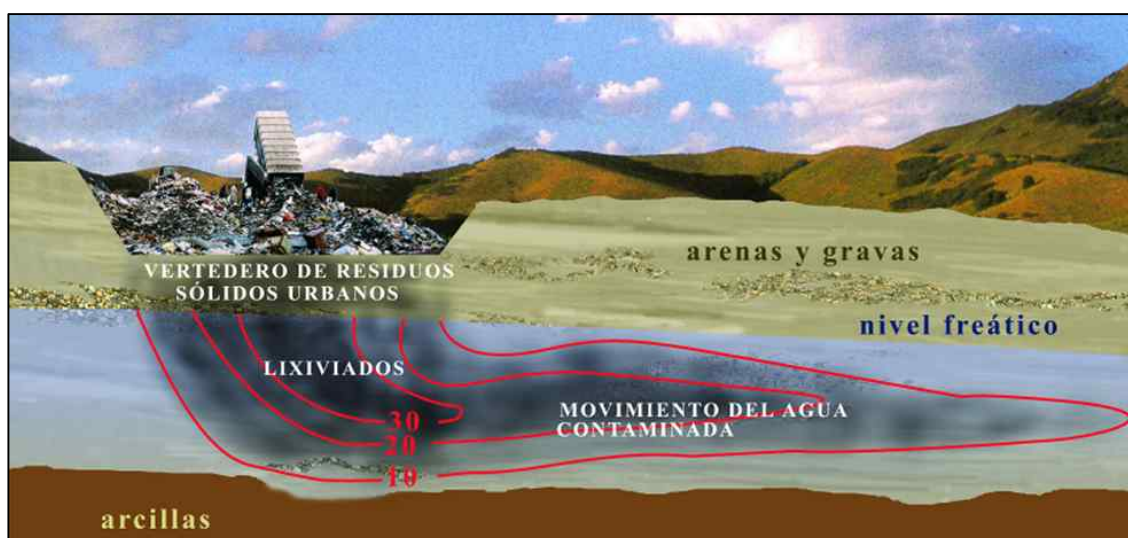 arenas y gravas
VERTEDERO DE RESIDUOS
SÓLIDOS URBANOS
nivel freático
LIXIVIADOS
MOVIMIENTO DEL AGUA
CONTAMINADA
30
20
10
arcillas